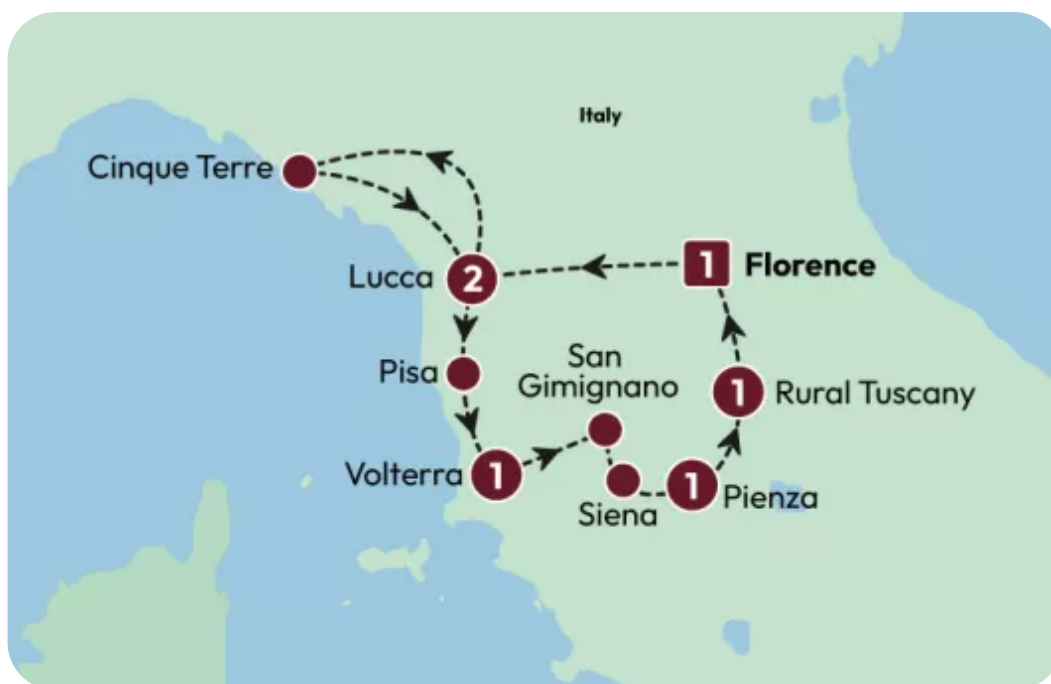 Italy
Cinque Terre
1 Florence
Lucca 2
San
Gimignano
Pisa
1 Rural Tuscany
Volterra 1
1 Pienza
Siena